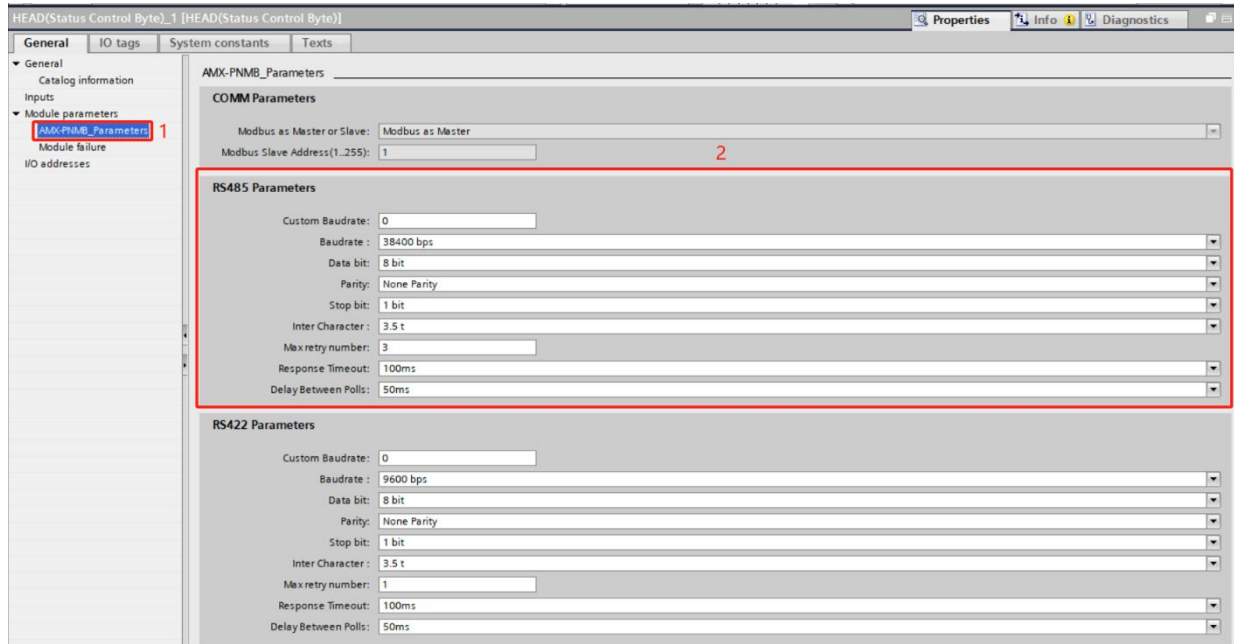 HEAD(Status Control Byte)_1 [HEAD(Status Control Byte)]
Properties
Info
Diagnostics
General
IO tags
System constants
Texts
General
Catalog information
Inputs
Module parameters
AMX-PNMB_Parameters 1
Module failure
I/O addresses
AMX-PNMB_Parameters
COMM Parameters
Modbus as Master or Slave: Modbus as Master
Modbus Slave Address(1..255): 1
2
RS485 Parameters
Custom Baudrate: 0
Baudrate : 38400 bps
Data bit: 8 bit
Parity: None Parity
Stop bit: 1 bit
Inter Character : 3.5 t
Max retry number: 3
Response Timeout: 100ms
Delay Between Polls: 50ms
RS422 Parameters
Custom Baudrate: 0
Baudrate : 9600 bps
Data bit: 8 bit
Parity: None Parity
Stop bit: 1 bit
Inter Character : 3.5 t
Max retry number: 1
Response Timeout: 100ms
Delay Between Polls: 50ms